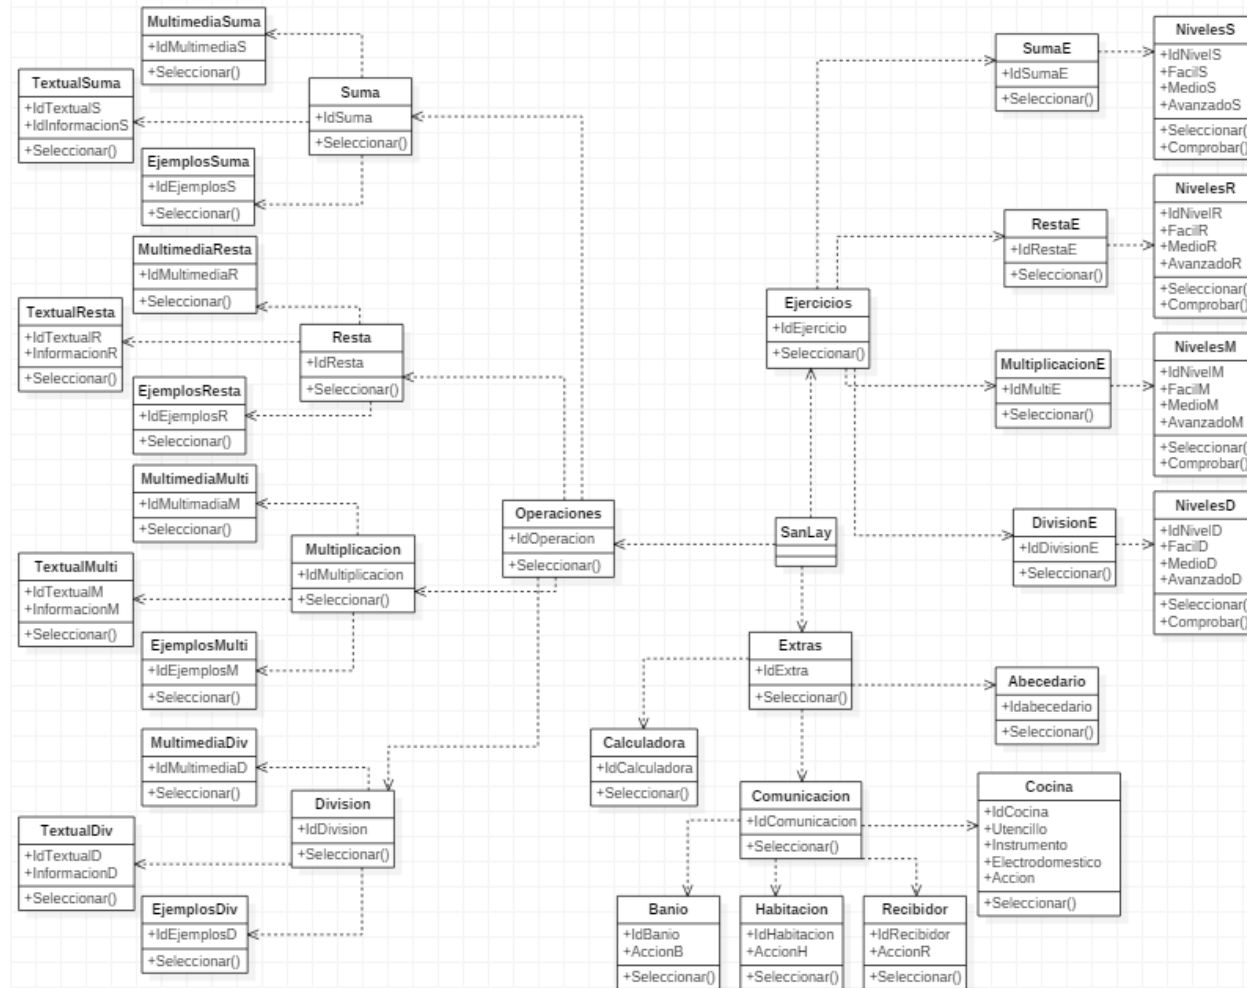 MultimediaSuma
+IdMultimediaS
+Seleccionar()
TextualSuma
+IdTextualS
+IdInformacionS
+Seleccionar()
Suma
+IdSuma
+Seleccionar()
EjemplosSuma
+IdEjemplosS
+Seleccionar()
MultimediaResta
+IdMultimediaR
+Seleccionar()
TextualResta
+IdTextualR
+InformacionR
+Seleccionar()
Resta
+IdResta
+Seleccionar()
EjemplosResta
+IdEjemplosR
+Seleccionar()
MultimediaMulti
+IdMultimadiaM
+Seleccionar()
TextualMulti
+IdTextualM
+InformacionM
+Seleccionar()
Multiplicacion
+IdMultiplicacion
+Seleccionar()
EjemplosMulti
+IdEjemplosM
+Seleccionar()
MultimediaDiv
+IdMultimediaD
+Seleccionar()
TextualDiv
+IdTextualD
+InformacionD
+Seleccionar()
Division
+IdDivision
+Seleccionar()
EjemplosDiv
+IdEjemplosD
+Seleccionar()
Operaciones
+IdOperacion
+Seleccionar()
SanLay
Ejercicios
+IdEjercicio
+Seleccionar()
SumaE
+IdSumaE
+Seleccionar()
NivelesS
+IdNivelS
+FacilS
+MedioS
+AvanzadoS
+Seleccionar()
+Comprobar()
RestaE
+IdRestaE
+Seleccionar()
NivelesR
+IdNivelR
+FacilR
+MedioR
+AvanzadoR
+Seleccionar()
+Comprobar()
MultiplicacionE
+IdMultiE
+Seleccionar()
NivelesM
+IdNivelM
+FacilM
+MedioM
+AvanzadoM
+Seleccionar()
+Comprobar()
DivisionE
+IdDivisionE
+Seleccionar()
NivelesD
+IdNivelD
+FacilD
+MedioD
+AvanzadoD
+Seleccionar()
+Comprobar()
Extras
+IdExtra
+Seleccionar()
Abecedario
+Idabecedario
+Seleccionar()
Calculadora
+IdCalculadora
+Seleccionar()
Comunicacion
+IdComunicacion
+Seleccionar()
Cocina
+IdCocina
+Utencillo
+Instrumento
+Electrodomestico
+Accion
+Seleccionar()
Banio
+IdBanio
+AccionB
+Seleccionar()
Habitacion
+IdHabitacion
+AccionH
+Seleccionar()
Recibidor
+IdRecibidor
+AccionR
+Seleccionar()